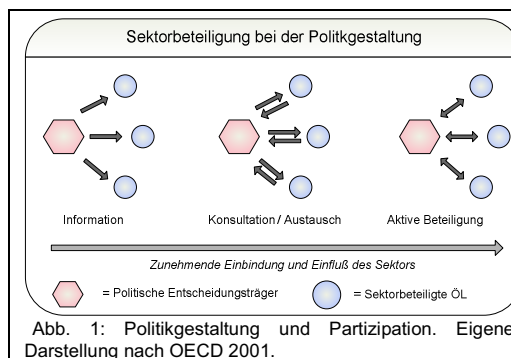 Sektorbeteiligung bei der Politkgestaltung
Information
Konsultation / Austausch
Aktive Beteiligung
Zunehmende Einbindung und Einfluß des Sektors
= Politische Entscheidungsträger
= Sektorbeteiligte ÖL
Abb. 1: Politikgestaltung und Partizipation. Eigene
Darstellung nach OECD 2001.